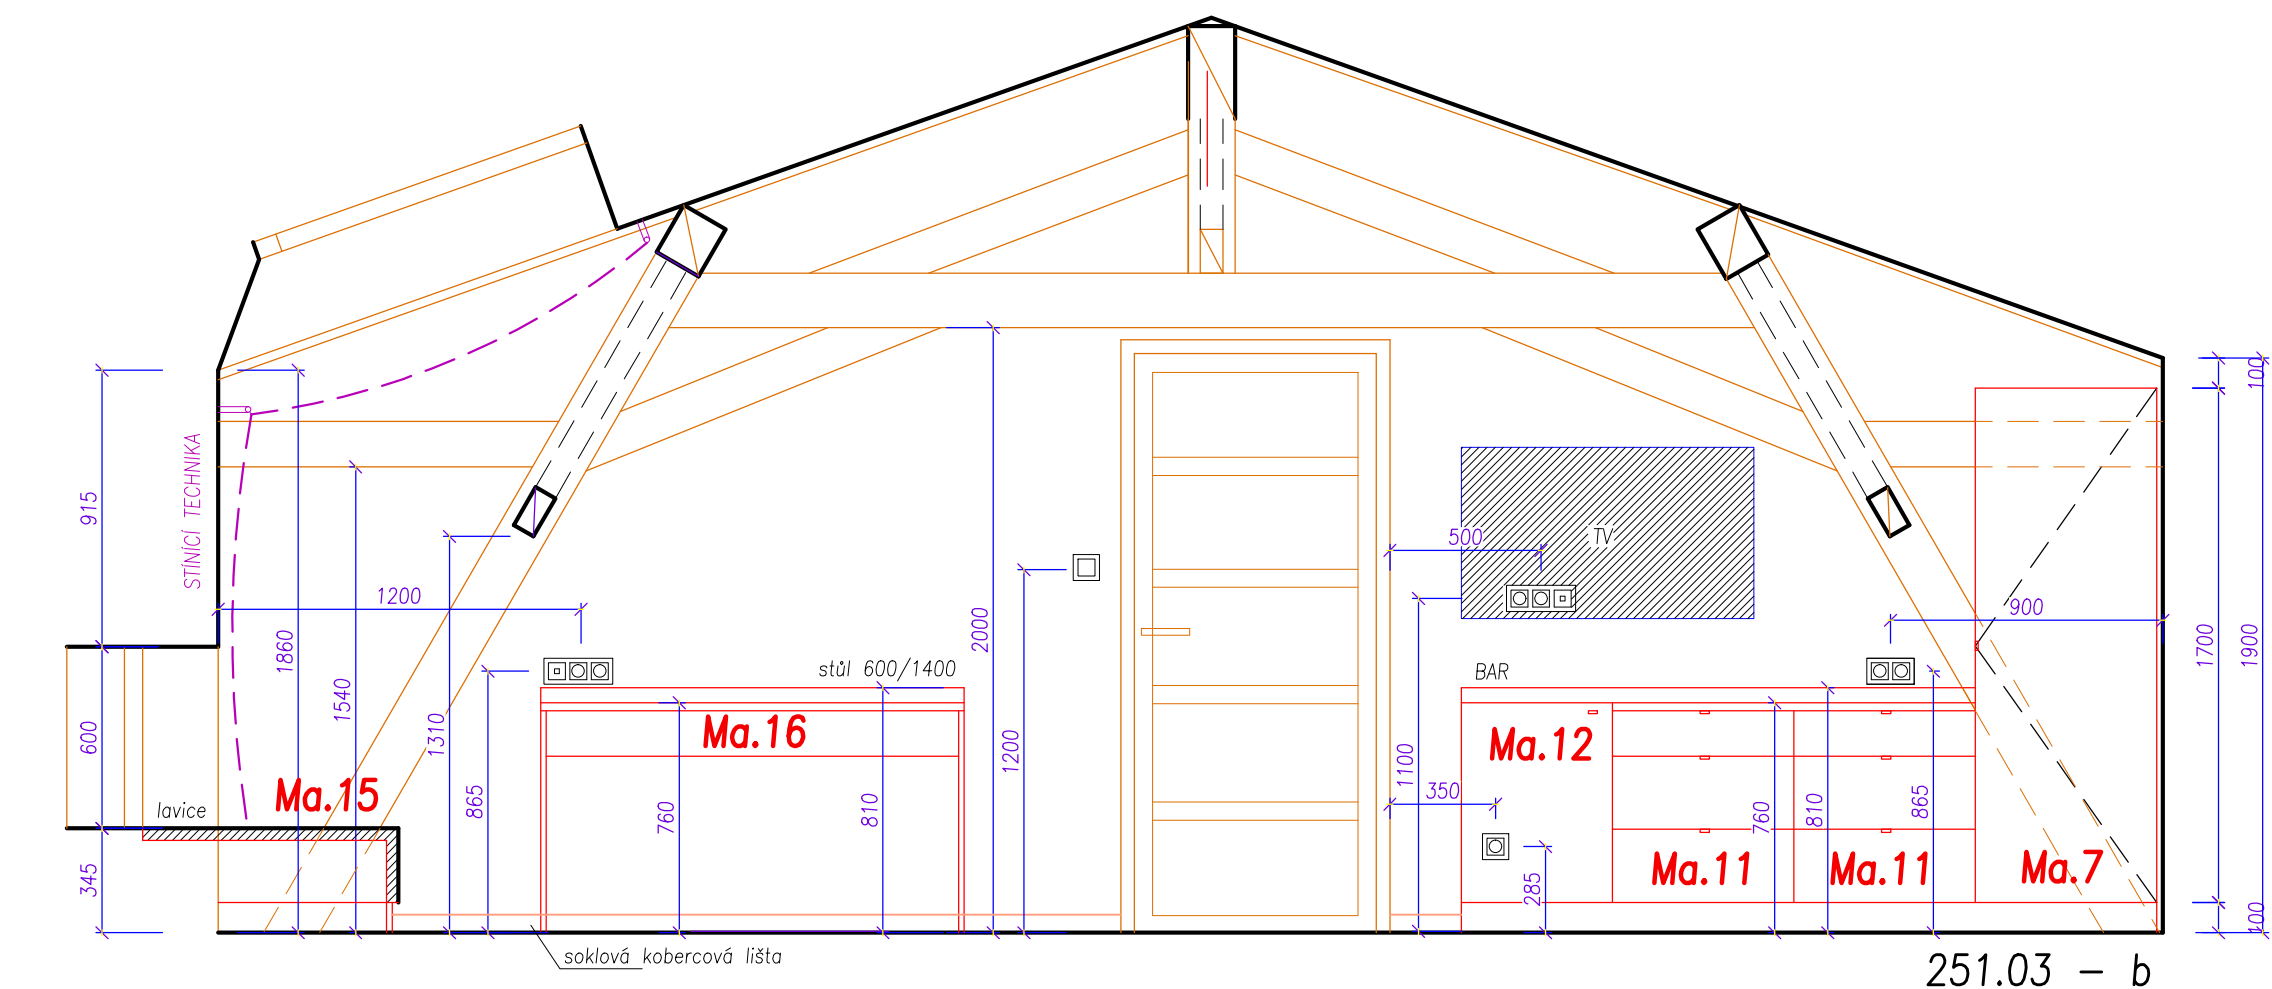 100
STÍNÍCÍ TECHNIKA
915
500
TV
1200
900
1860
1540
1310
2000
1200
1700
1900
stůl 600/1400
BAR
600
Ma.16
Ma.12
1100
350
lavice
Ma.15
865
760
810
760
810
865
345
285
Ma.11
Ma.11
Ma.7
100
soklová kobercová lišta
251.03 - b